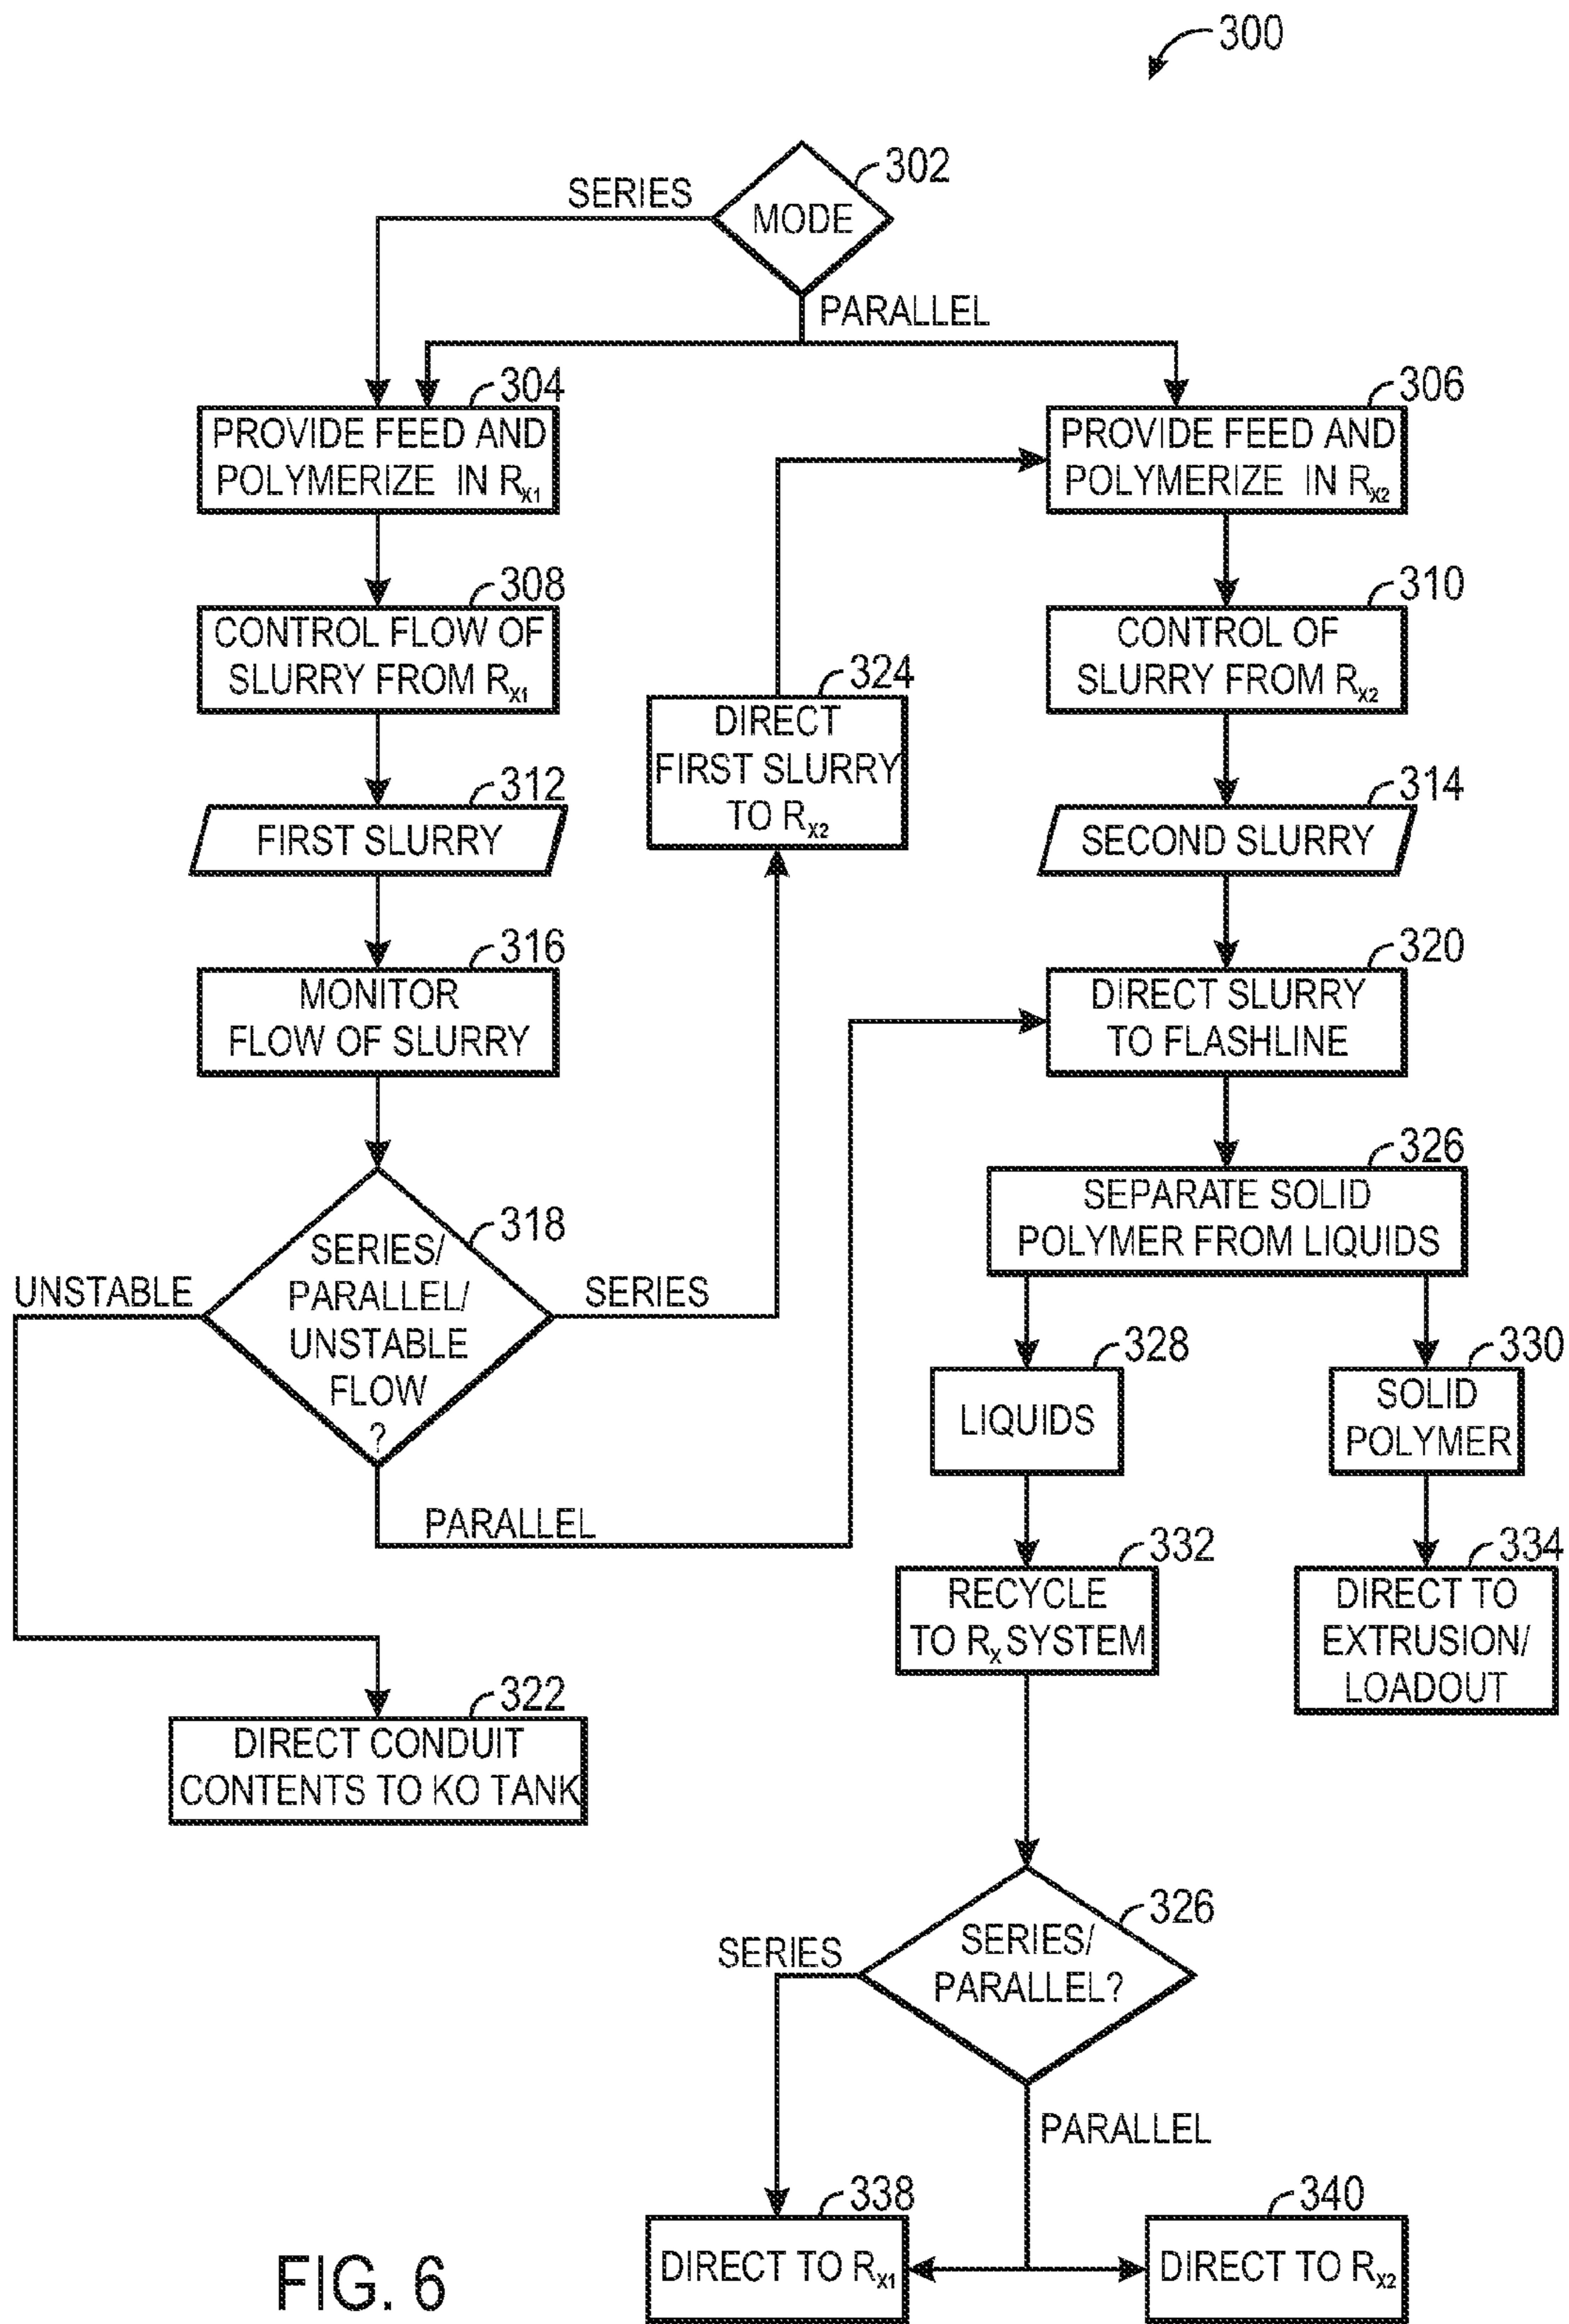 300
302
SERIES
MODE
PARALLEL
304
PROVIDE FEED AND
POLYMERIZE IN RX1
306
PROVIDE FEED AND
POLYMERIZE IN RX2
308
CONTROL FLOW OF
SLURRY FROM RX1
310
CONTROL OF
SLURRY FROM RX2
324
DIRECT
FIRST SLURRY
TO RX2
312
FIRST SLURRY
314
SECOND SLURRY
316
MONITOR
FLOW OF SLURRY
320
DIRECT SLURRY
TO FLASHLINE
326
SEPARATE SOLID
POLYMER FROM LIQUIDS
318
SERIES/
PARALLEL/
UNSTABLE
FLOW
?
UNSTABLE
SERIES
PARALLEL
328
LIQUIDS
330
SOLID
POLYMER
332
RECYCLE
TO RX SYSTEM
334
DIRECT TO
EXTRUSION/
LOADOUT
322
DIRECT CONDUIT
CONTENTS TO KO TANK
326
SERIES/
PARALLEL?
SERIES
PARALLEL
338
DIRECT TO RX1
340
DIRECT TO RX2
FIG. 6